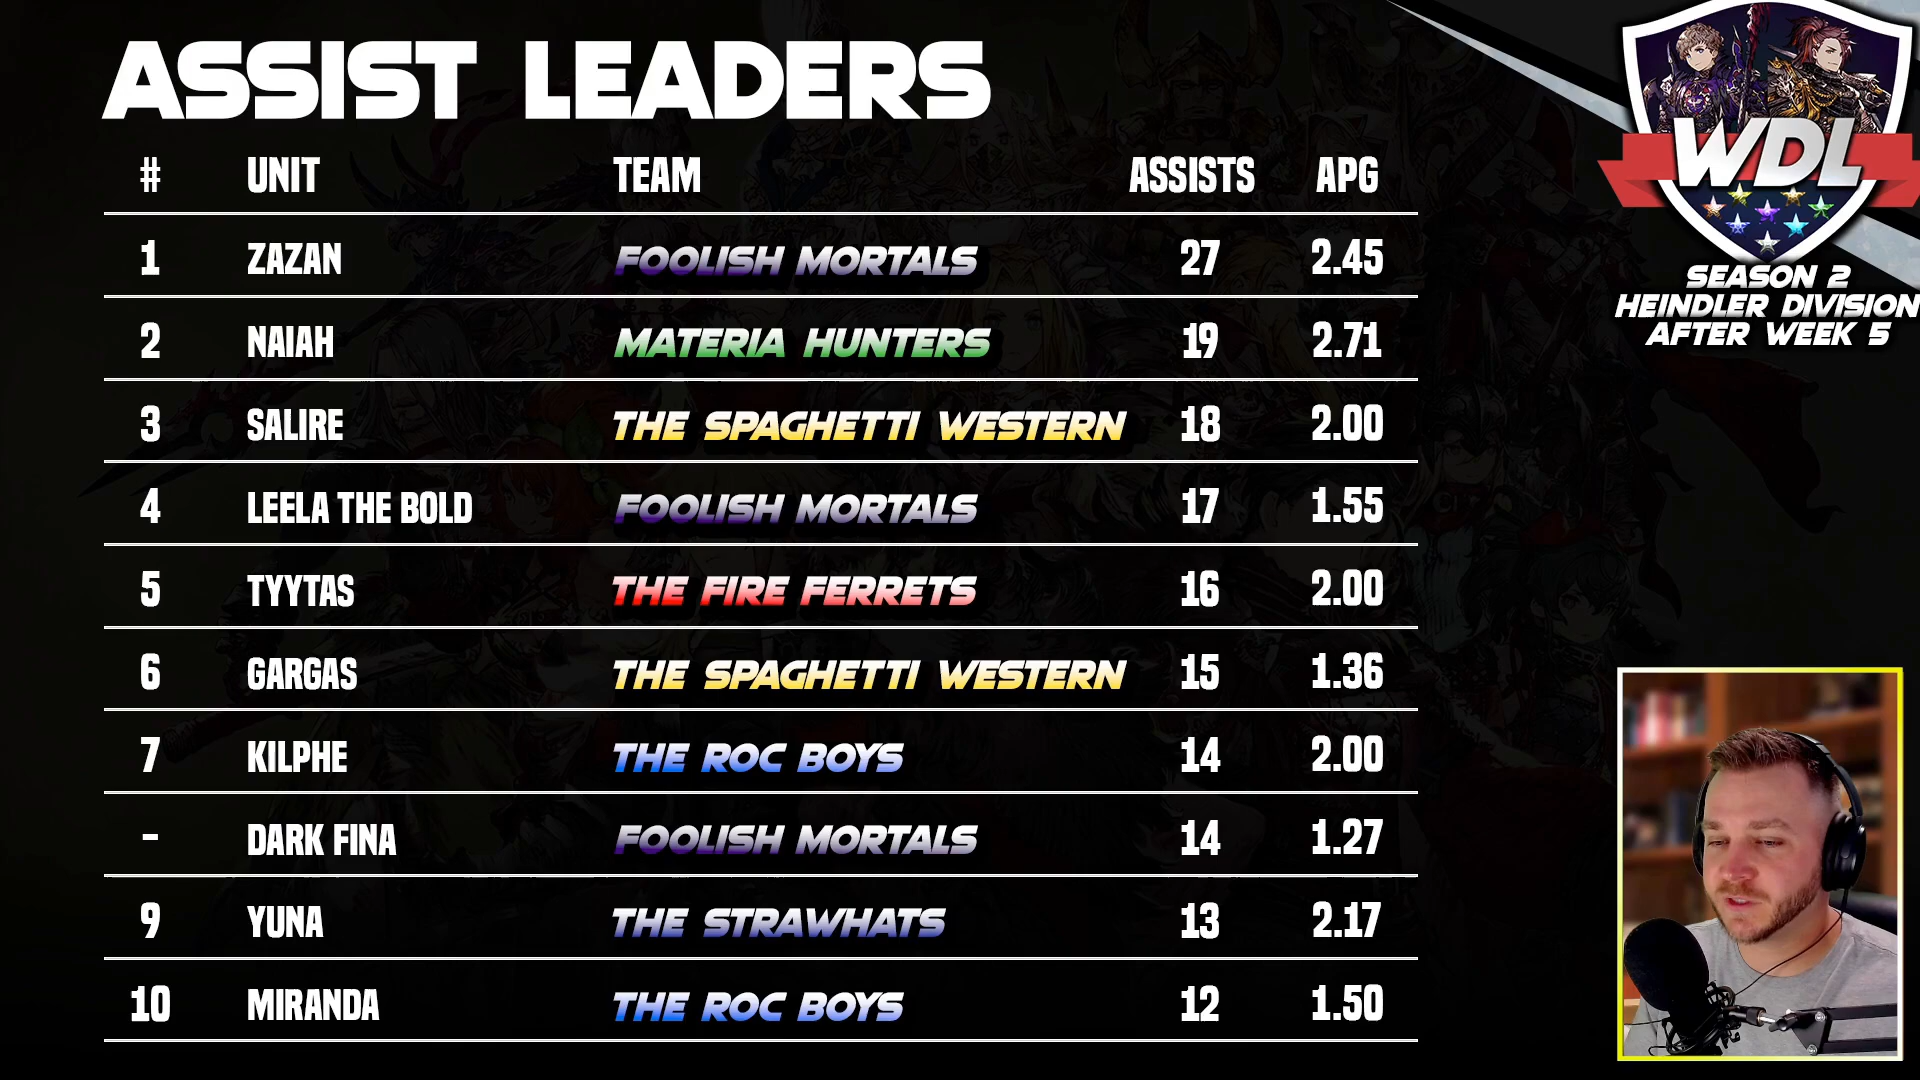 ASSIST LEADERS
# UNIT TEAM ASSISTS APG
1 ZAZAN FOOLISH MORTALS 27 2.45
2 NAIAH MATERIA HUNTERS 19 2.71
3 SALIRE THE SPAGHETTI WESTERN 18 2.00
4 LEELA THE BOLD FOOLISH MORTALS 17 1.55
5 TYYTAS THE FIRE FERRETS 16 2.00
6 GARGAS THE SPAGHETTI WESTERN 15 1.36
7 KILPHE THE ROC BOYS 14 2.00
- DARK FINA FOOLISH MORTALS 14 1.27
9 YUNA THE STRAWHATS 13 2.17
10 MIRANDA THE ROC BOYS 12 1.50
WDL
SEASON 2
HEINDLER DIVISION
AFTER WEEK 5